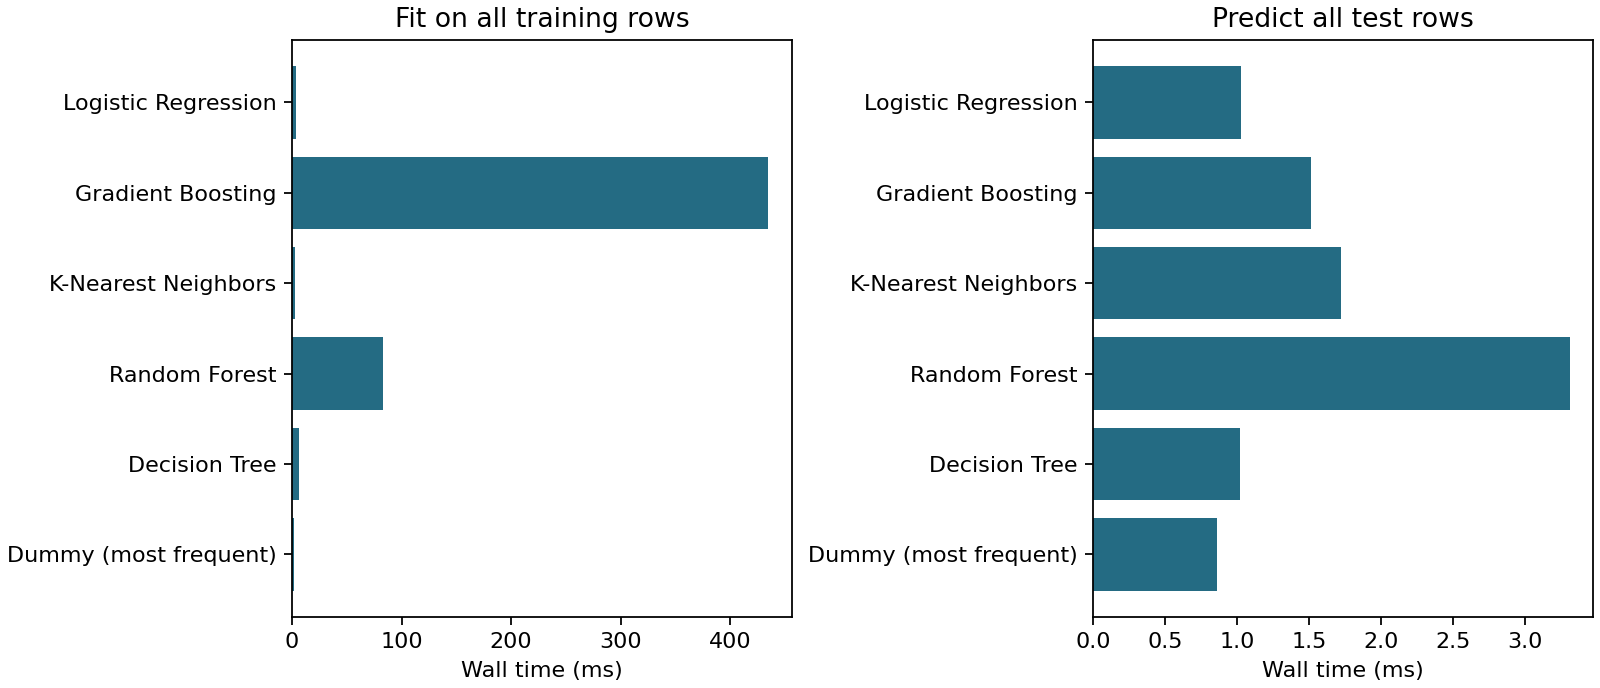 Fit on all training rows
Logistic Regression
Gradient Boosting
K-Nearest Neighbors
Random Forest
Decision Tree
Dummy (most frequent)
0 100 200 300 400
Wall time (ms)
Predict all test rows
Logistic Regression
Gradient Boosting
K-Nearest Neighbors
Random Forest
Decision Tree
Dummy (most frequent)
0.0 0.5 1.0 1.5 2.0 2.5 3.0
Wall time (ms)